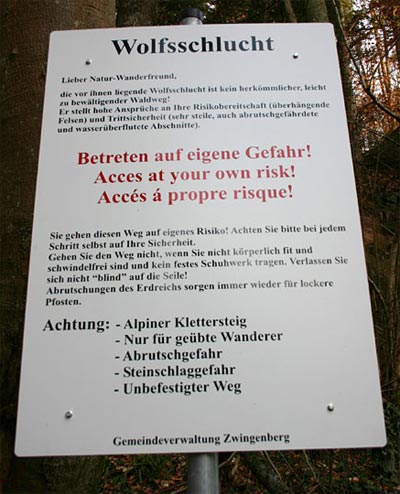 Wolfsschlucht
Lieber Natur-Wanderfreund,
die vor ihnen liegende Wolfsschlucht ist kein herkömmlicher, leicht
zu bewältigender Waldweg!
Er stellt hohe Ansprüche an Ihre Risikobereitschaft (überhängende
Felsen) und Trittsicherheit (sehr steile, auch abrutschgefährdete
und wasserüberflutete Abschnitte).
Betreten auf eigene Gefahr!
Acces at your own risk!
Accés á propre risque!
Sie gehen diesen Weg auf eigenes Risiko! Achten Sie bitte bei jedem
Schritt selbst auf Ihre Sicherheit.
Gehen Sie den Weg nicht, wenn Sie nicht körperlich fit und
schwindelfrei sind und kein festes Schuhwerk tragen. Verlassen Sie
sich nicht "blind" auf die Seile!
Abrutschungen des Erdreichs sorgen immer wieder für lockere
Pfosten.
Achtung: - Alpiner Klettersteig
- Nur für geübte Wanderer
- Abrutschgefahr
- Steinschlaggefahr
- Unbefestigter Weg
Gemeindeverwaltung Zwingenberg